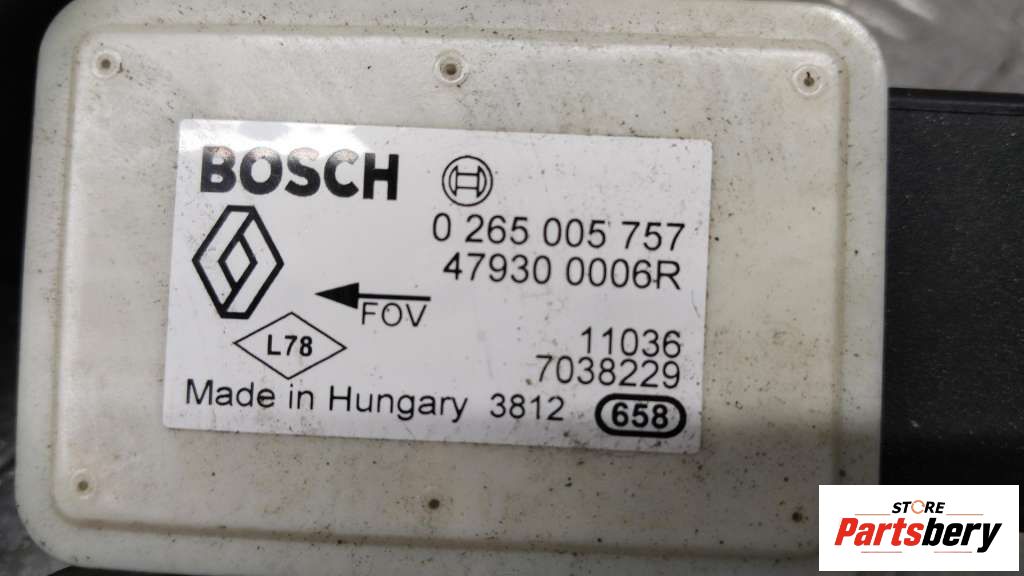 BOSCH
0 265 005 757
47930 0006R
FOV
L78
11036
7038229
Made in Hungary 3812 658
STORE
Partsbery